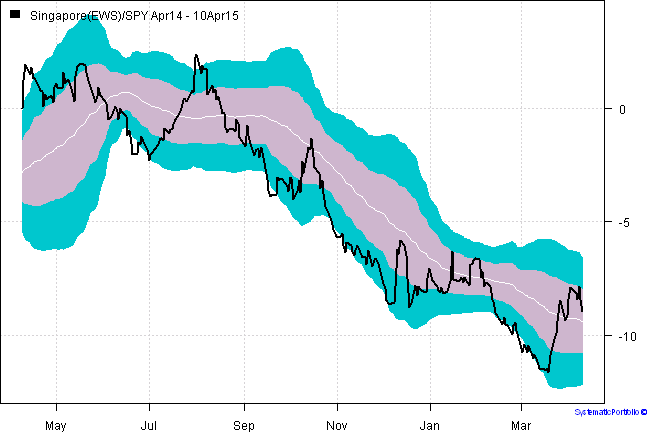 Singapore(EWS)/SPY Apr14 - 10Apr15
0
-5
-10
May Jul Sep Nov Jan Mar
SystematicPortfolio ©